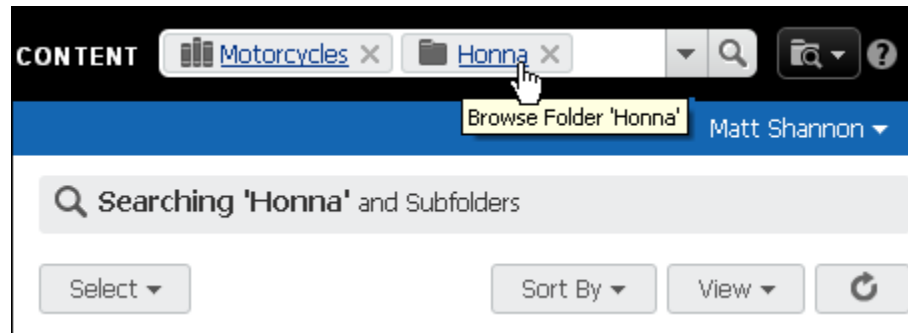 CONTENT Motorcycles Honna
Browse Folder 'Honna'
Matt Shannon
Searching 'Honna' and Subfolders
Select Sort By View